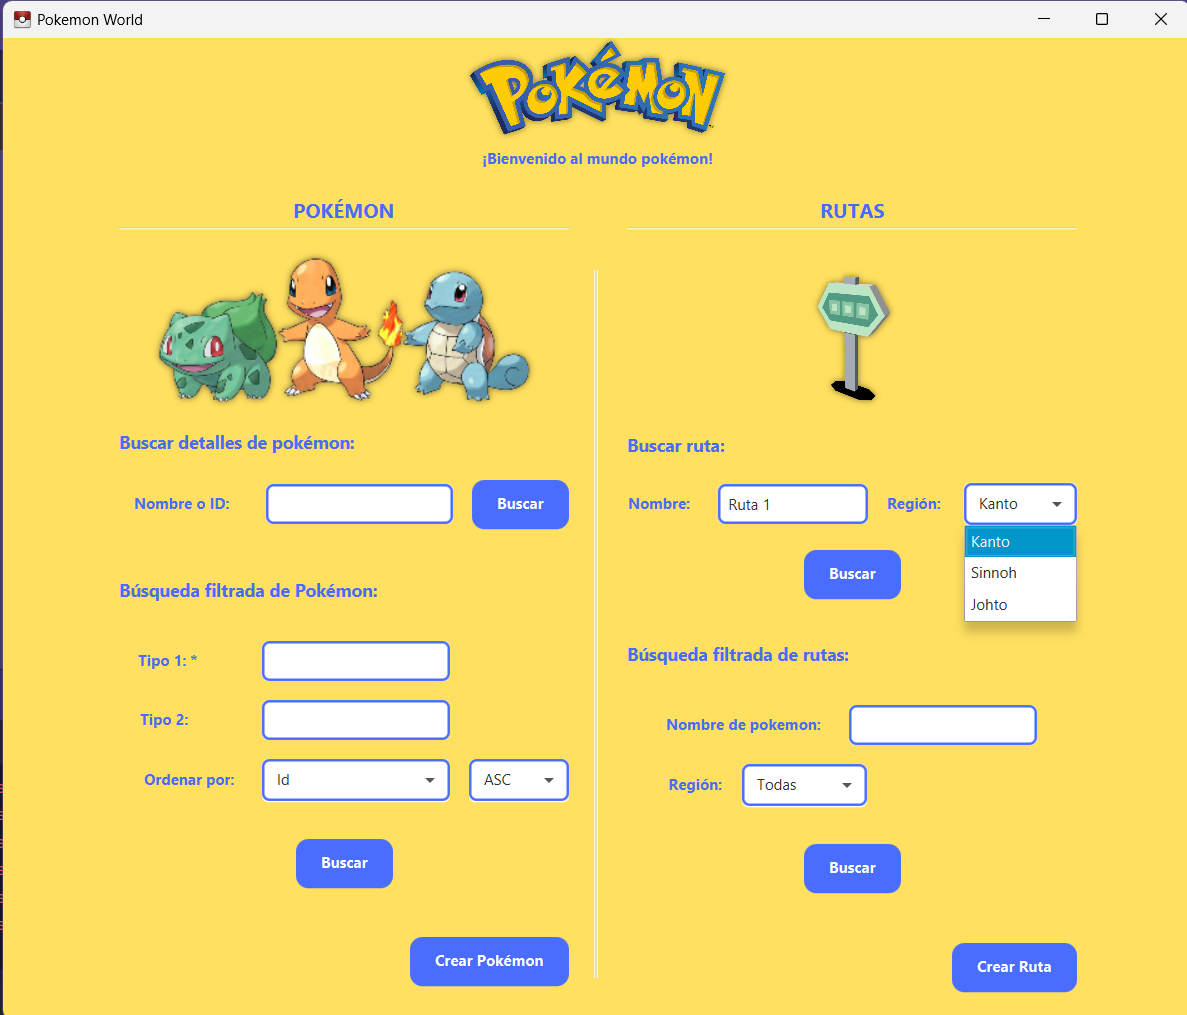 Pokemon World
POKÉMON
¡Bienvenido al mundo pokémon!
POKÉMON
Buscar detalles de pokémon:
Nombre o ID:
Buscar
Búsqueda filtrada de Pokémon:
Tipo 1: *
Tipo 2:
Ordenar por: Id ASC
Buscar
Crear Pokémon
RUTAS
Buscar ruta:
Nombre: Ruta 1 Región: Kanto
Kanto
Sinnoh
Johto
Buscar
Búsqueda filtrada de rutas:
Nombre de pokemon:
Región: Todas
Buscar
Crear Ruta